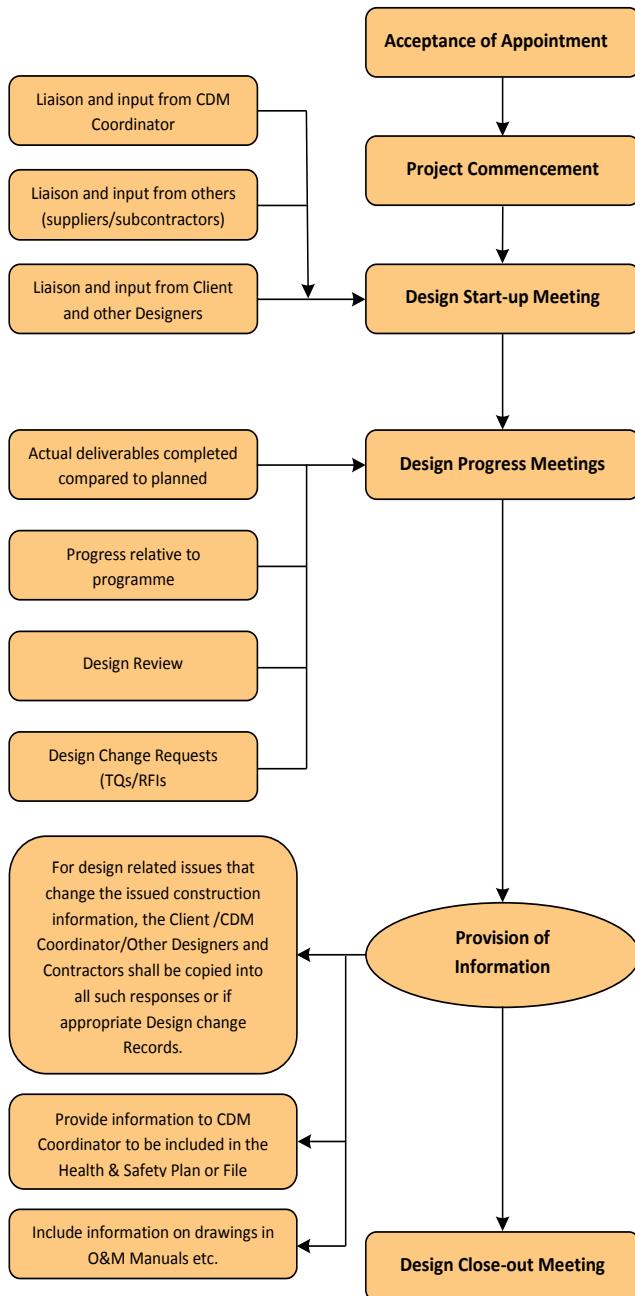 Acceptance of Appointment
Liaison and input from CDM
Coordinator
Project Commencement
Liaison and input from others
(suppliers/subcontractors)
Liaison and input from Client
and other Designers
Design Start-up Meeting
Actual deliverables completed
compared to planned
Design Progress Meetings
Progress relative to
programme
Design Review
Design Change Requests
(TQs/RFIs
For design related issues that
change the issued construction
information, the Client /CDM
Coordinator/Other Designers and
Contractors shall be copied into
all such responses or if
appropriate Design change
Records.
Provision of
Information
Provide information to CDM
Coordinator to be included in the
Health & Safety Plan or File
Include information on drawings in
O&M Manuals etc.
Design Close-out Meeting